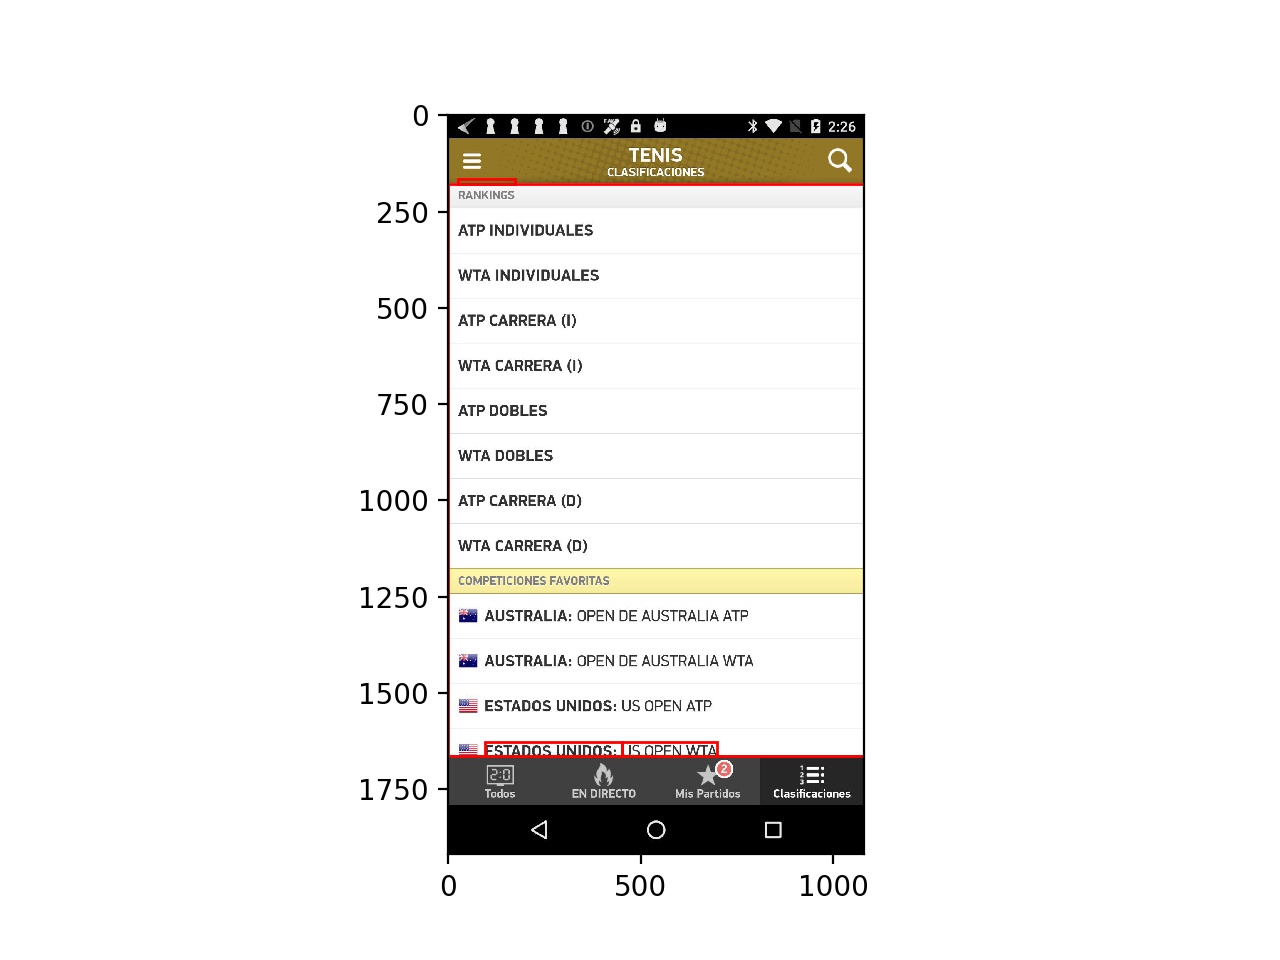 0
2:26
TENIS
CLASIFICACIONES
RANKINGS
250
ATP INDIVIDUALES
WTA INDIVIDUALES
500
ATP CARRERA (I)
WTA CARRERA (I)
750
ATP DOBLES
WTA DOBLES
1000
ATP CARRERA (D)
WTA CARRERA (D)
COMPETICIONES FAVORITAS
1250
AUSTRALIA: OPEN DE AUSTRALIA ATP
AUSTRALIA: OPEN DE AUSTRALIA WTA
1500
ESTADOS UNIDOS: US OPEN ATP
ESTADOS UNIDOS: US OPEN WTA
2:0 2 1 2 3
1750
Todos EN DIRECTO Mis Partidos Clasificaciones
0 500 1000